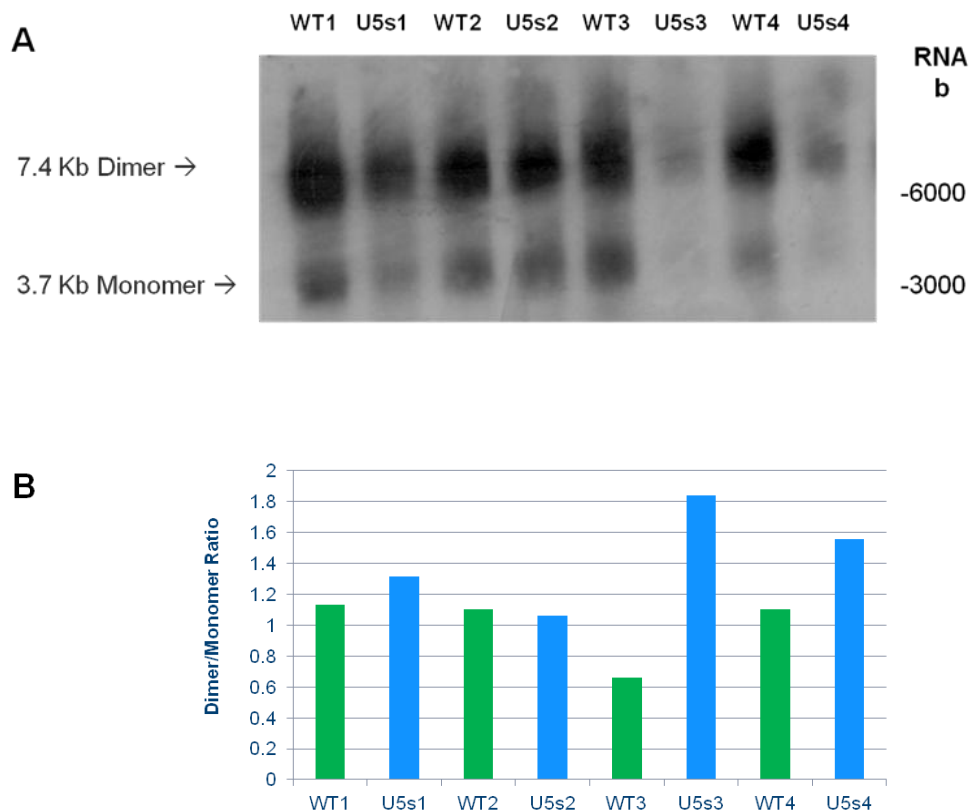 A
WT1 U5s1 WT2 U5s2 WT3 U5s3 WT4 U5s4
RNA
b
7.4 Kb Dimer →
-6000
3.7 Kb Monomer →
-3000
B
Dimer/Monomer Ratio
2
1.8
1.6
1.4
1.2
1
0.8
0.6
0.4
0.2
0
WT1 U5s1 WT2 U5s2 WT3 U5s3 WT4 U5s4